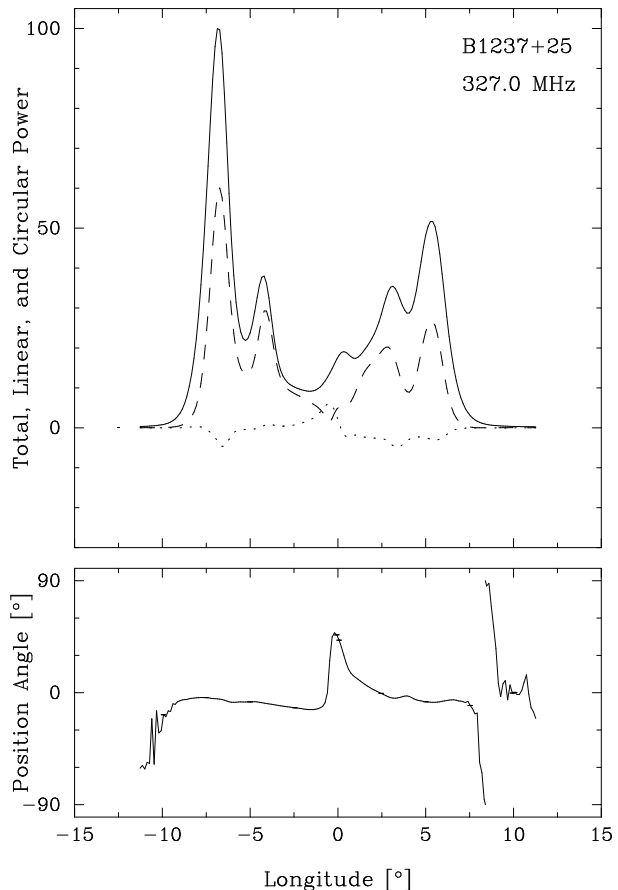 B1237+25
327.0 MHz
Total, Linear, and Circular Power
100
50
0
Position Angle [°]
90
0
−90
−15 −10 −5 0 5 10 15
Longitude [°]